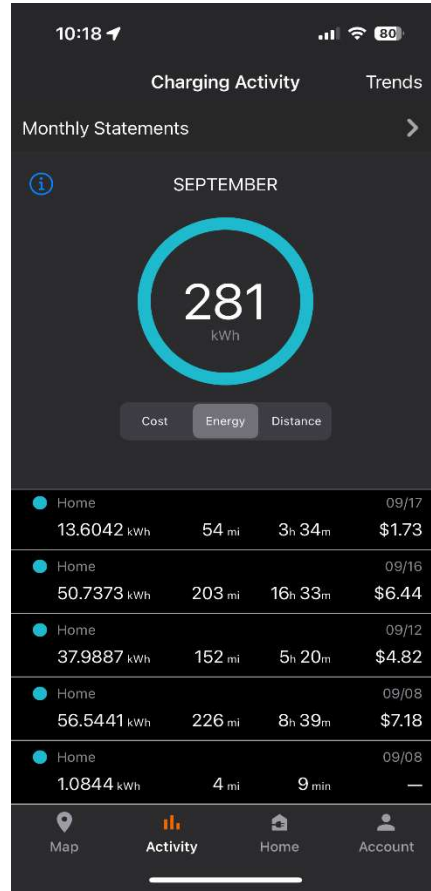 10:18 80
Charging Activity Trends
Monthly Statements
SEPTEMBER
281
kWh
Cost Energy Distance
Home 09/17
13.6042 kWh 54 mi 3h 34m $1.73
Home 09/16
50.7373 kWh 203 mi 16h 33m $6.44
Home 09/12
37.9887 kWh 152 mi 5h 20m $4.82
Home 09/08
56.5441 kWh 226 mi 8h 39m $7.18
Home 09/08
1.0844 kWh 4 mi 9 min —
Map Activity Home Account